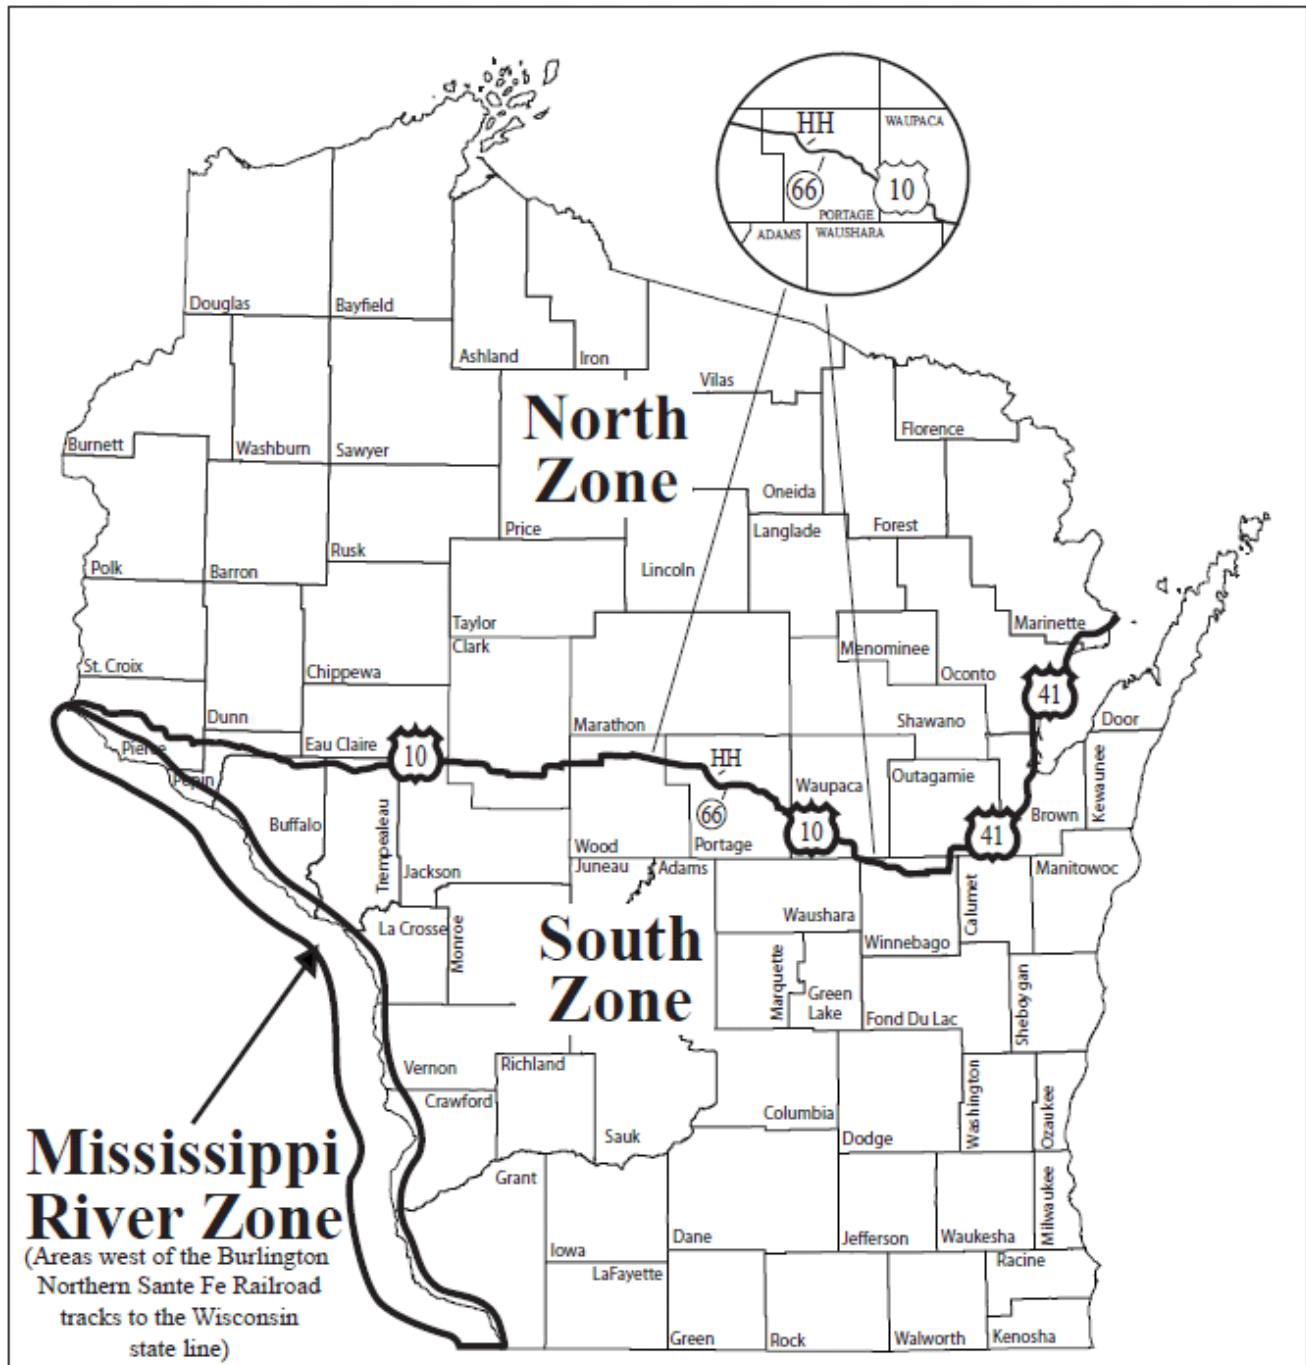 HH
WAUPACA
66
10
PORTAGE
ADAMS
WAUSHARA
Douglas
Bayfield
Ashland
Iron
Vilas
North
Zone
Burnett
Washburn
Sawyer
Florence
Oneida
Price
Langlade
Forest
Rusk
Polk
Barron
Lincoln
Taylor
Marinette
Clark
Menominee
St. Croix
Chippewa
Oconto
41
Dunn
Marathon
Shawano
Door
Pierce
Eau Claire
10
HH
Pepin
Waupaca
Outagamie
Kewaunee
66
Brown
Buffalo
10
41
Wood
Portage
Trempealeau
Jackson
Juneau
Adams
Manitowoc
La Crosse
Monroe
Waushara
Calumet
Winnebago
South
Zone
Marquette
Green
Lake
Fond Du Lac
Sheboygan
Vernon
Richland
Crawford
Columbia
Washington
Ozaukee
Sauk
Dodge
Mississippi
River Zone
(Areas west of the Burlington
Northern Sante Fe Railroad
tracks to the Wisconsin
state line)
Grant
Milwaukee
Iowa
Dane
Jefferson
Waukesha
LaFayette
Racine
Green
Rock
Walworth
Kenosha